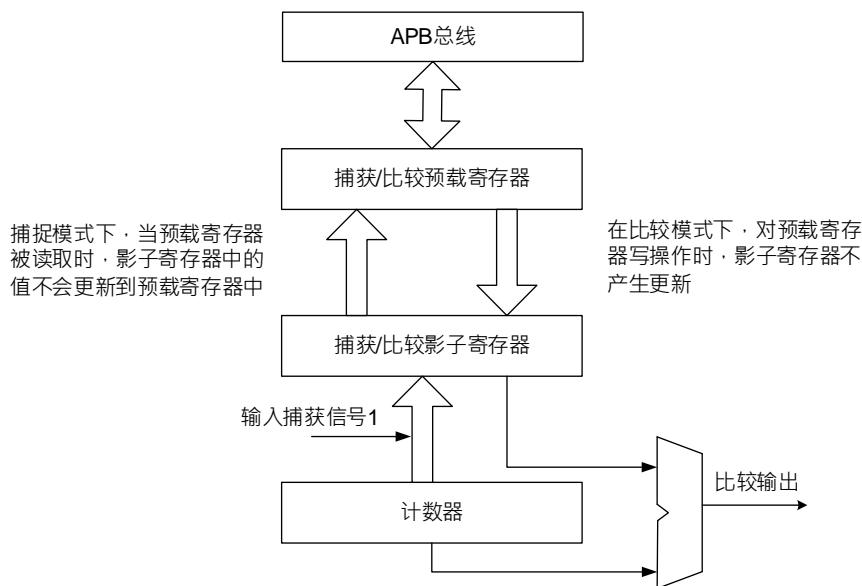 APB总线
捕获/比较预载寄存器
捕捉模式下，当预载寄存器
被读取时，影子寄存器中的
值不会更新到预载寄存器中
在比较模式下，对预载寄存
器写操作时，影子寄存器不
产生更新
捕获/比较影子寄存器
输入捕获信号1
计数器
比较输出